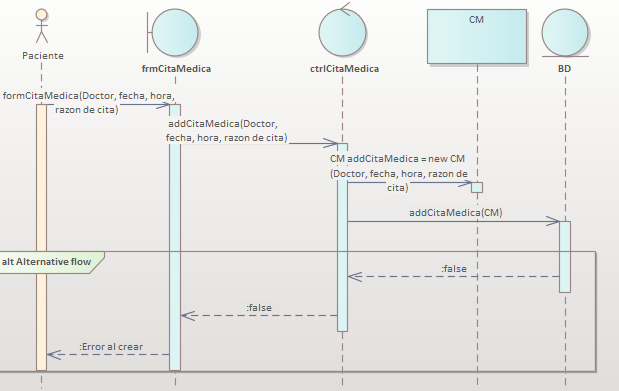 CM
Paciente
frmCitaMedica
ctrlCitaMedica
BD
formCitaMedica(Doctor, fecha, hora,
razon de cita)
addCitaMedica(Doctor,
fecha, hora, razon de cita)
CM addCitaMedica = new CM
(Doctor, fecha, hora, razon de
cita)
addCitaMedica(CM)
alt Alternative flow
:false
:false
:Error al crear